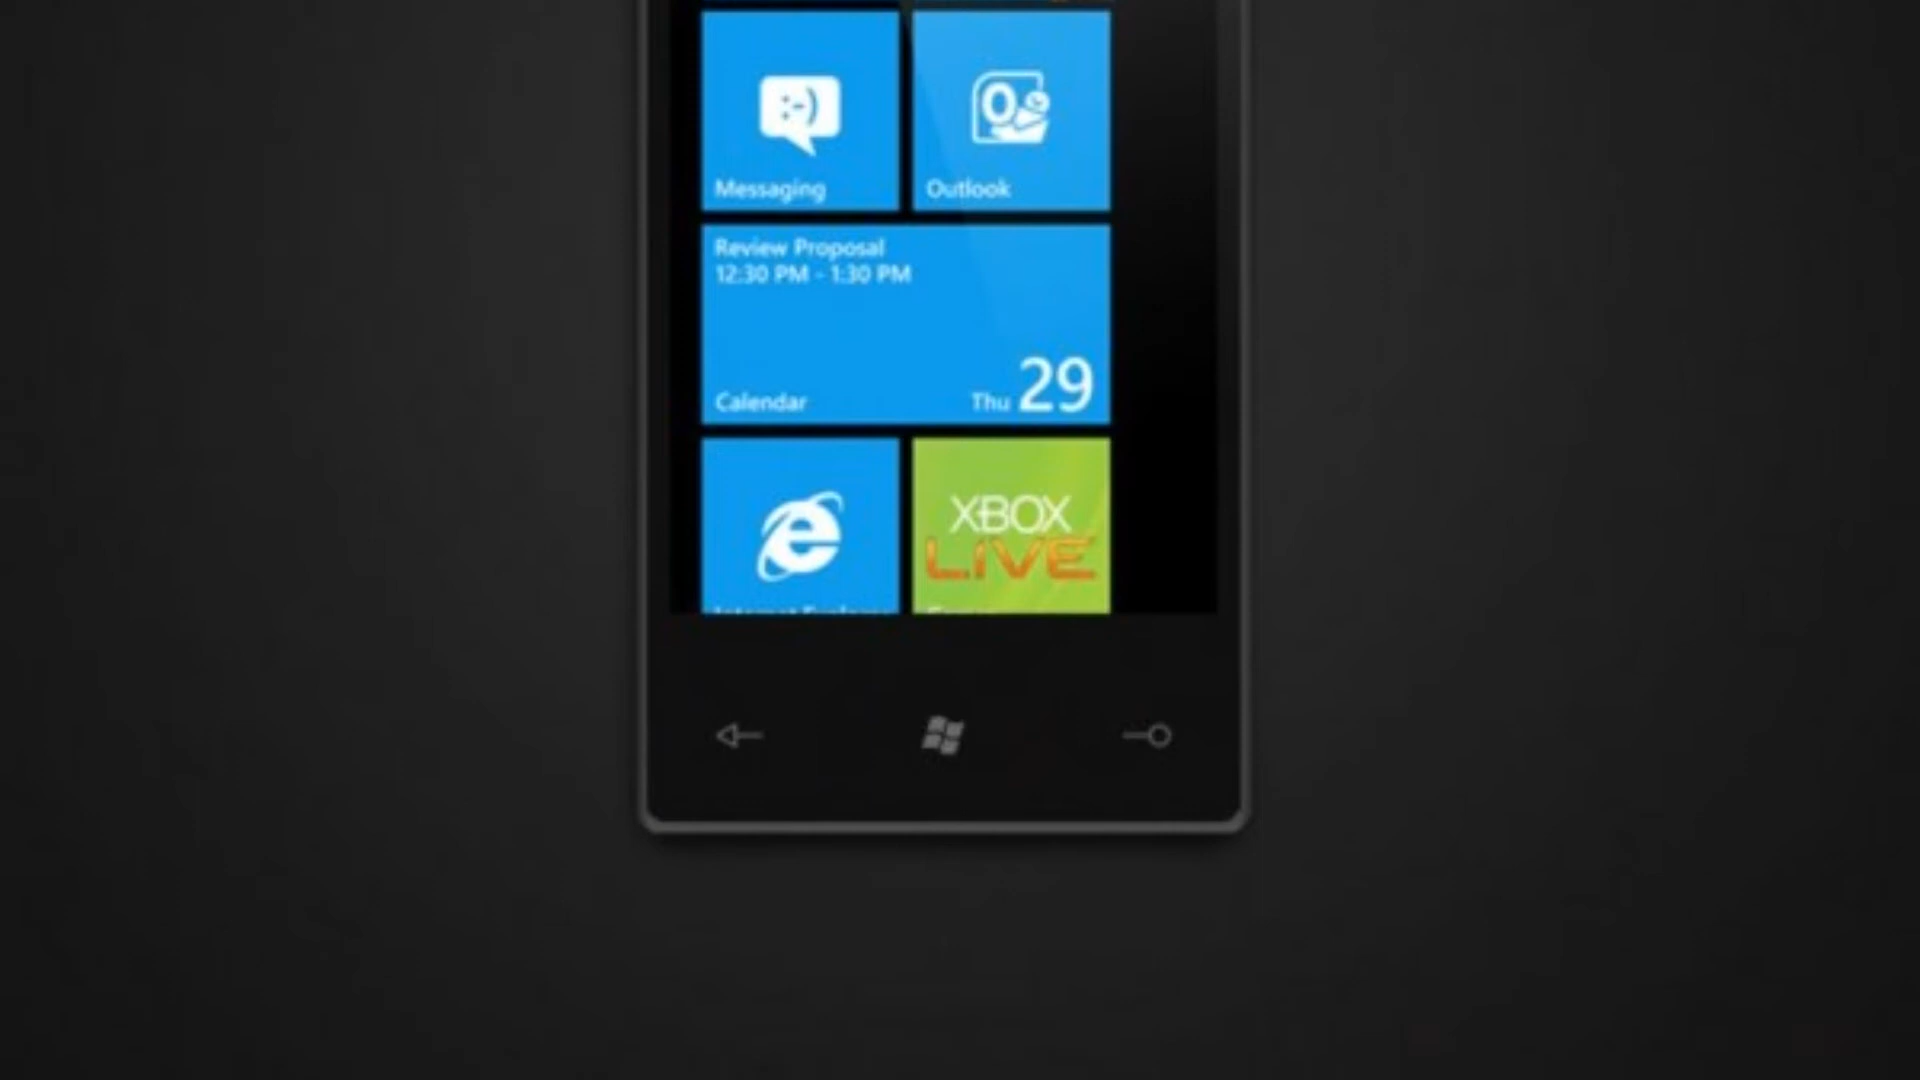 :-)
Messaging
Outlook
Review Proposal
12:30 PM - 1:30 PM
Calendar
Thu 29
XBOX
LIVE